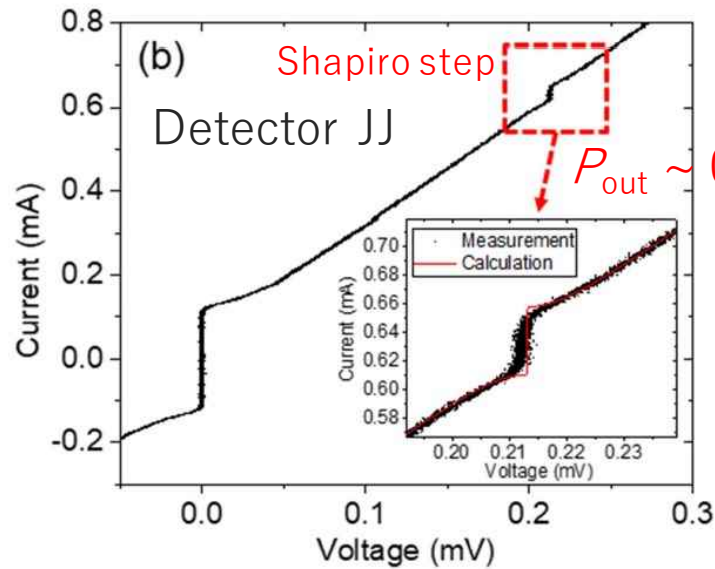 (b)
Shapiro step
Detector JJ
P_out ~
Current (mA)
0.8
0.6
0.4
0.2
0.0
-0.2
0.0
0.1
0.2
0.3
Voltage (mV)
Measurement
Calculation
Current (mA)
0.70
0.68
0.66
0.64
0.62
0.60
0.58
0.20
0.21
0.22
0.23
Voltage (mV)